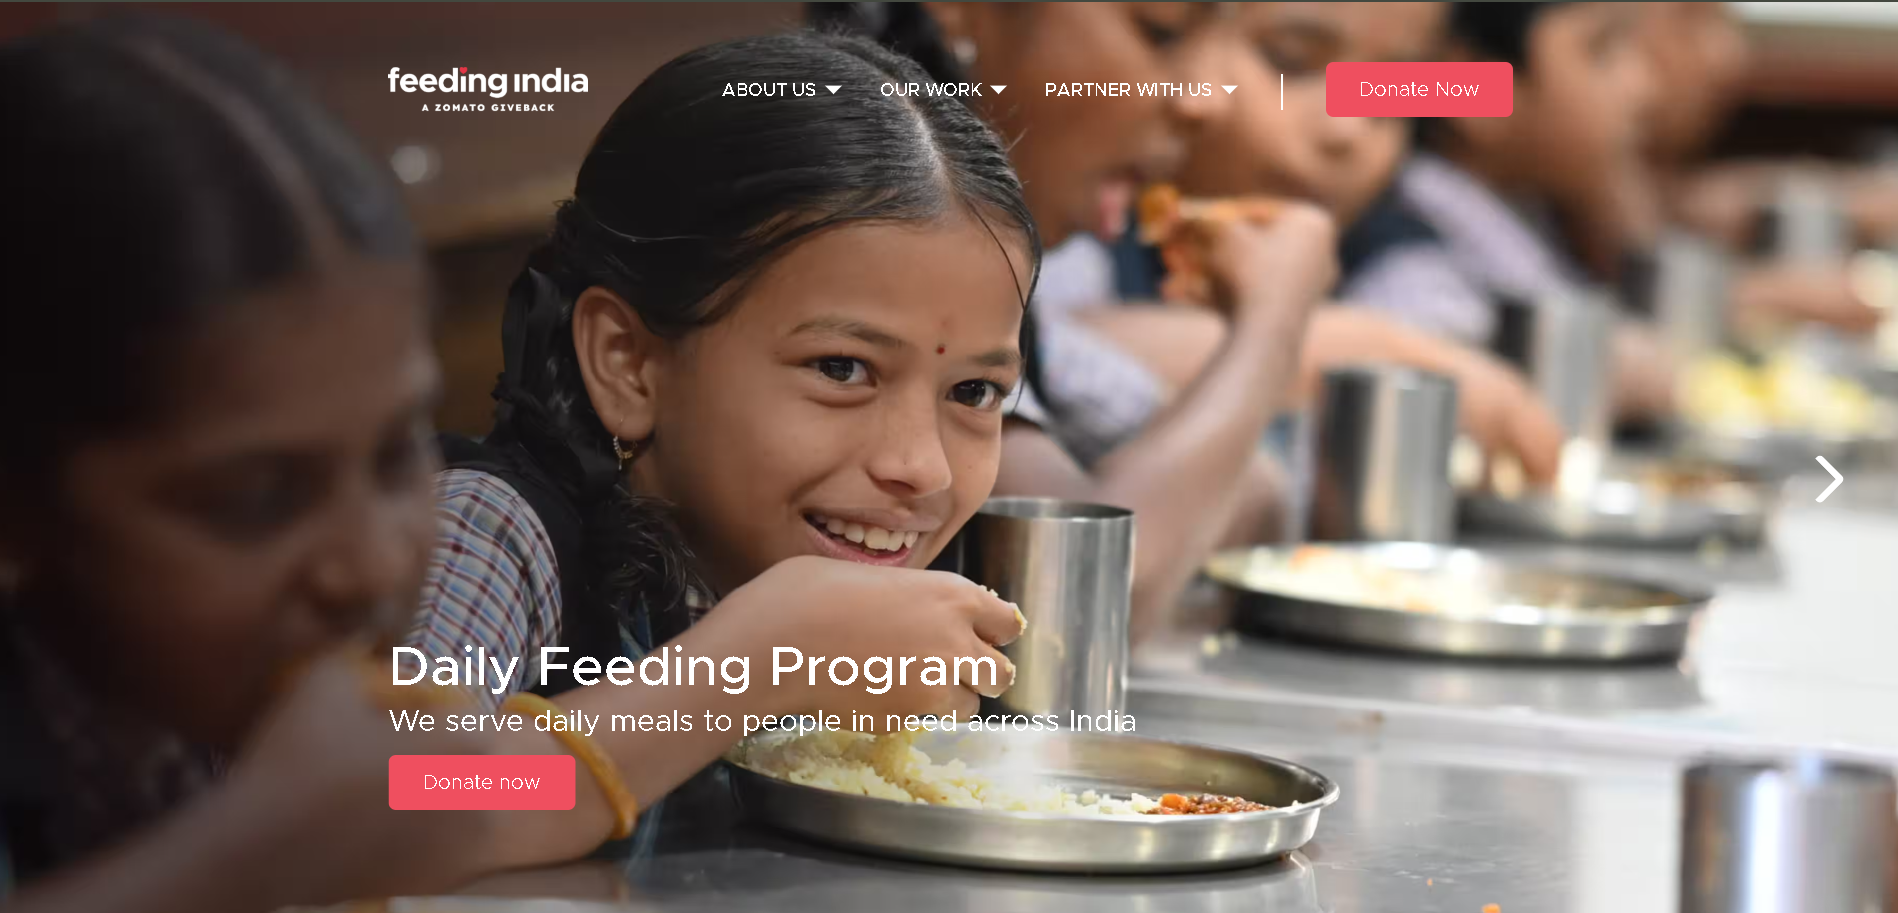 feeding india
A ZOMATO GIVEBACK
ABOUT US
OUR WORK
PARTNER WITH US
Donate Now
Daily Feeding Program
We serve daily meals to people in need across India
Donate now